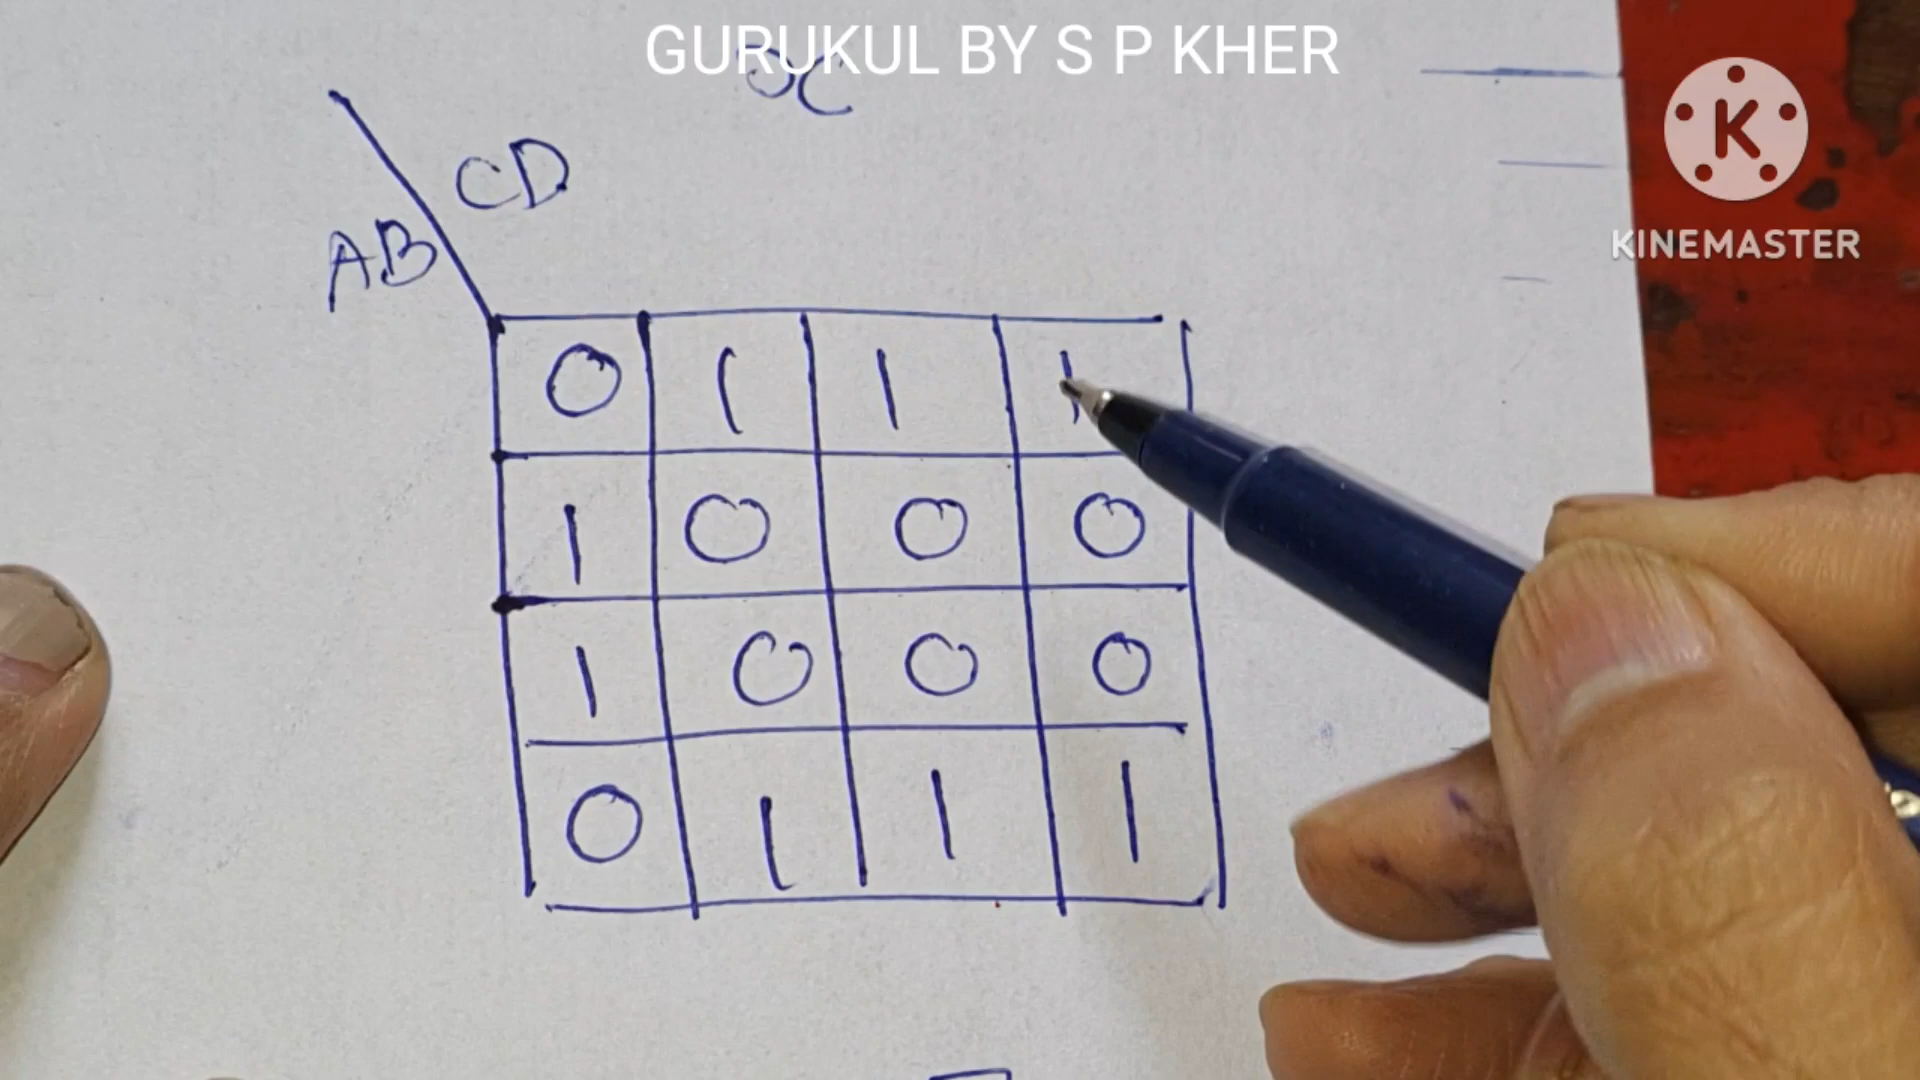 GURUKUL BY S P KHER
K
KINEMASTER
CD
AB
0 1 1 1
1 0 0 0
1 0 0 0
0 1 1 1